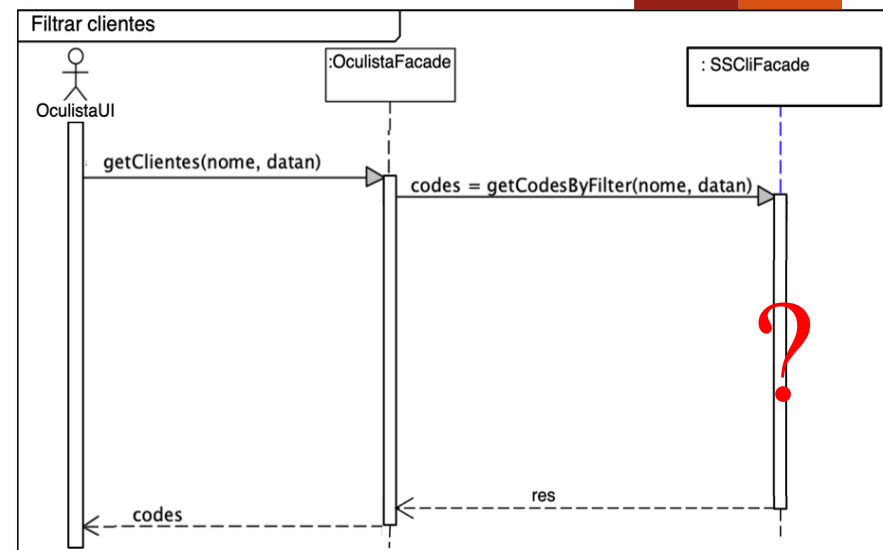 Filtrar clientes
:OculistaFacade
: SSCliFacade
OculistaUI
getClientes(nome, datan)
codes = getCodesByFilter(nome, datan)
?
res
codes